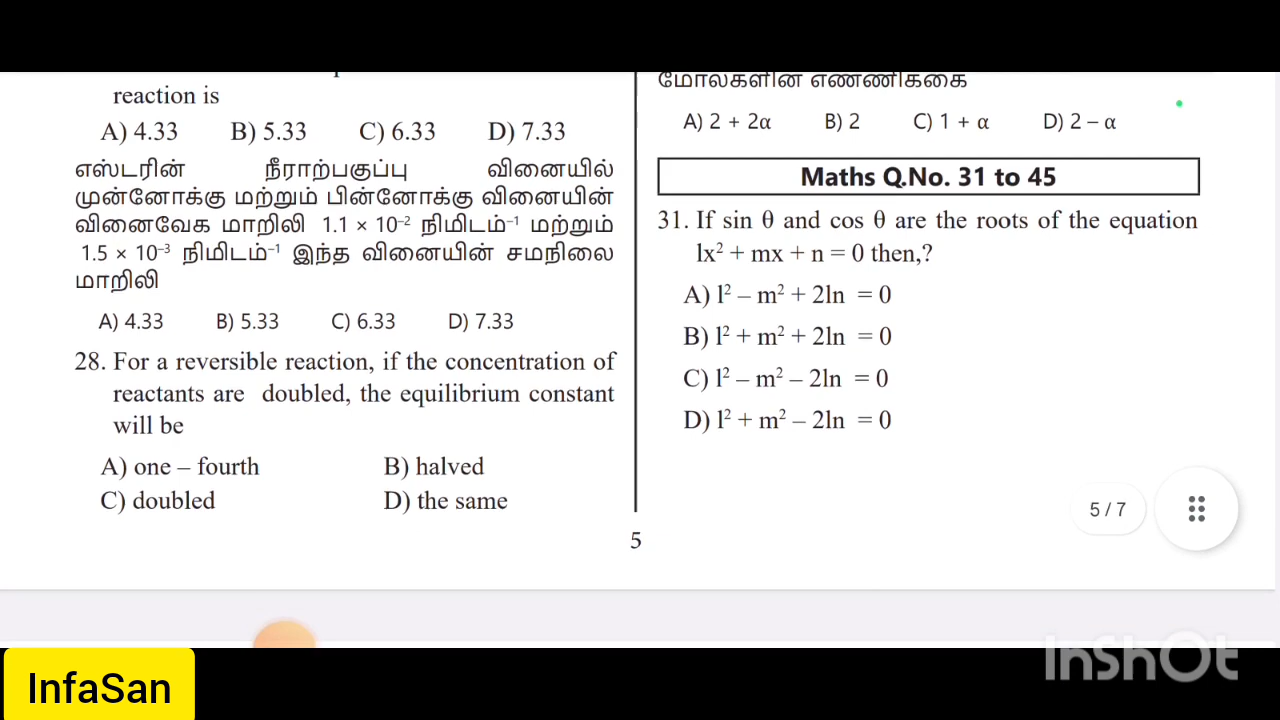 reaction is
A) 4.33 B) 5.33 C) 6.33 D) 7.33
எஸ்டரின் நீராற்பகுப்பு வினையில்
முன்னோக்கு மற்றும் பின்னோக்கு வினையின்
வினைவேக மாறிலி 1.1 × 10⁻² நிமிடம்⁻¹ மற்றும்
1.5 × 10⁻³ நிமிடம்⁻¹ இந்த வினையின் சமநிலை
மாறிலி
A) 4.33 B) 5.33 C) 6.33 D) 7.33
28. For a reversible reaction, if the concentration of
reactants are doubled, the equilibrium constant
will be
A) one – fourth B) halved
C) doubled D) the same
மோல்களின் எண்ணிக்கை
A) 2 + 2α B) 2 C) 1 + α D) 2 – α
Maths Q.No. 31 to 45
31. If sin θ and cos θ are the roots of the equation
lx² + mx + n = 0 then,?
A) l² – m² + 2ln = 0
B) l² + m² + 2ln = 0
C) l² – m² – 2ln = 0
D) l² + m² – 2ln = 0
5 / 7
5
InfaSan
InShOt